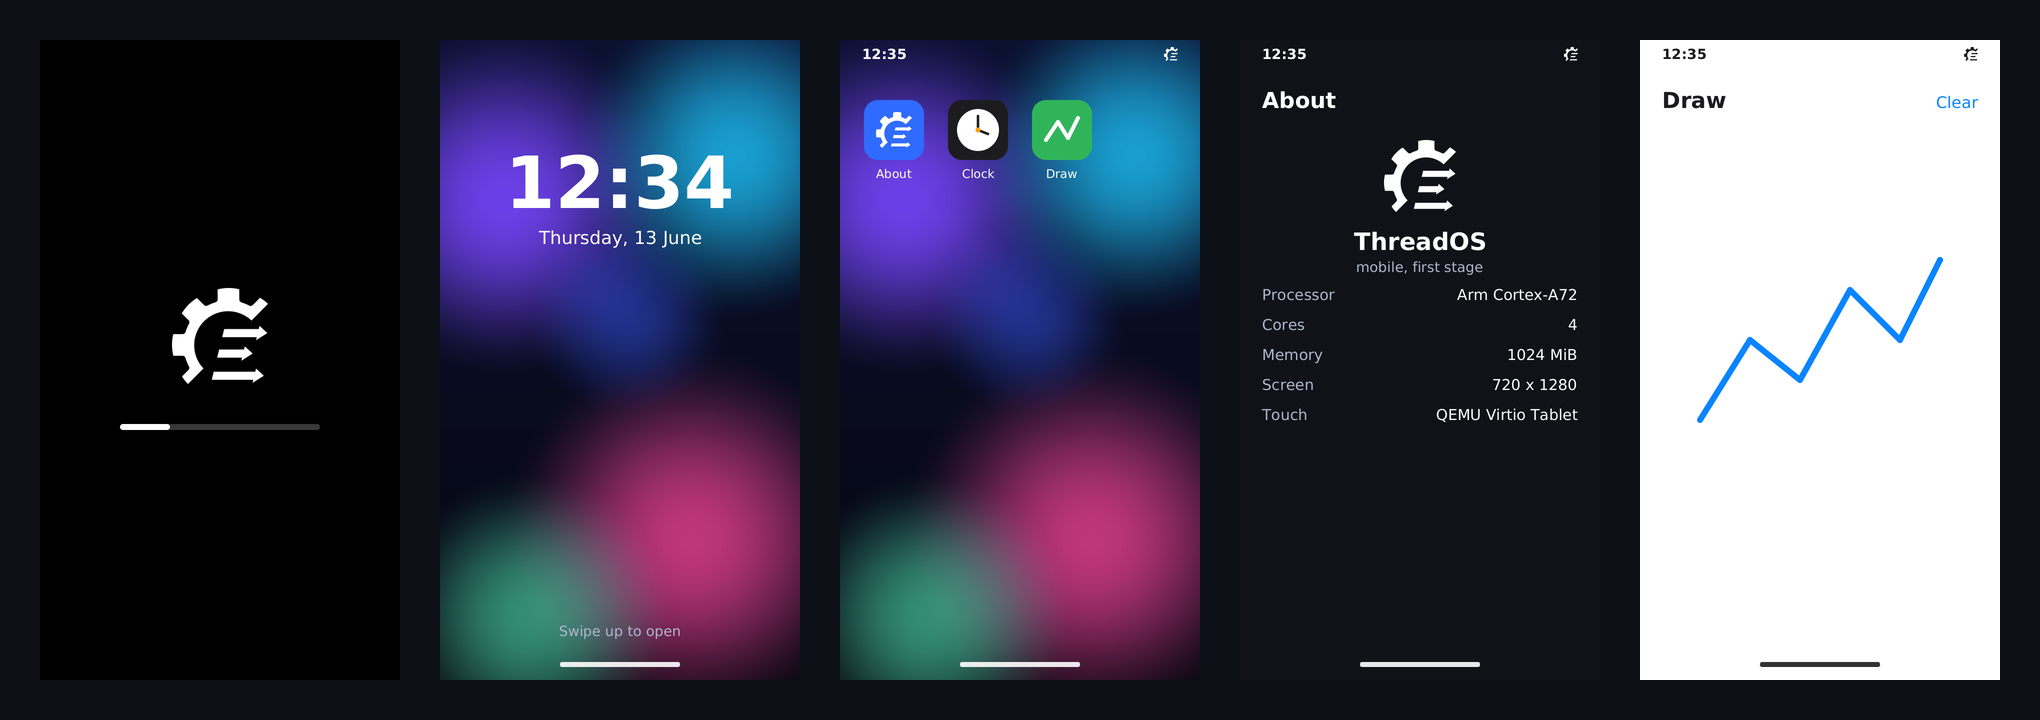 12:34
Thursday, 13 June
Swipe up to open
12:35
About
Clock
Draw
12:35
About
ThreadOS
mobile, first stage
Processor Arm Cortex-A72
Cores 4
Memory 1024 MiB
Screen 720 x 1280
Touch QEMU Virtio Tablet
12:35
Draw Clear